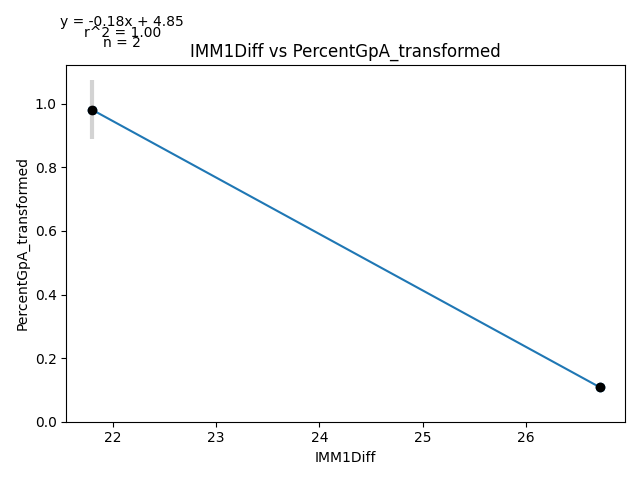 y = -0.18x + 4.85
r^2 = 1.00
n = 2
IMM1Diff vs PercentGpA_transformed
1.0
0.8
0.6
0.4
0.2
0.0
PercentGpA_transformed
22 23 24 25 26
IMM1Diff